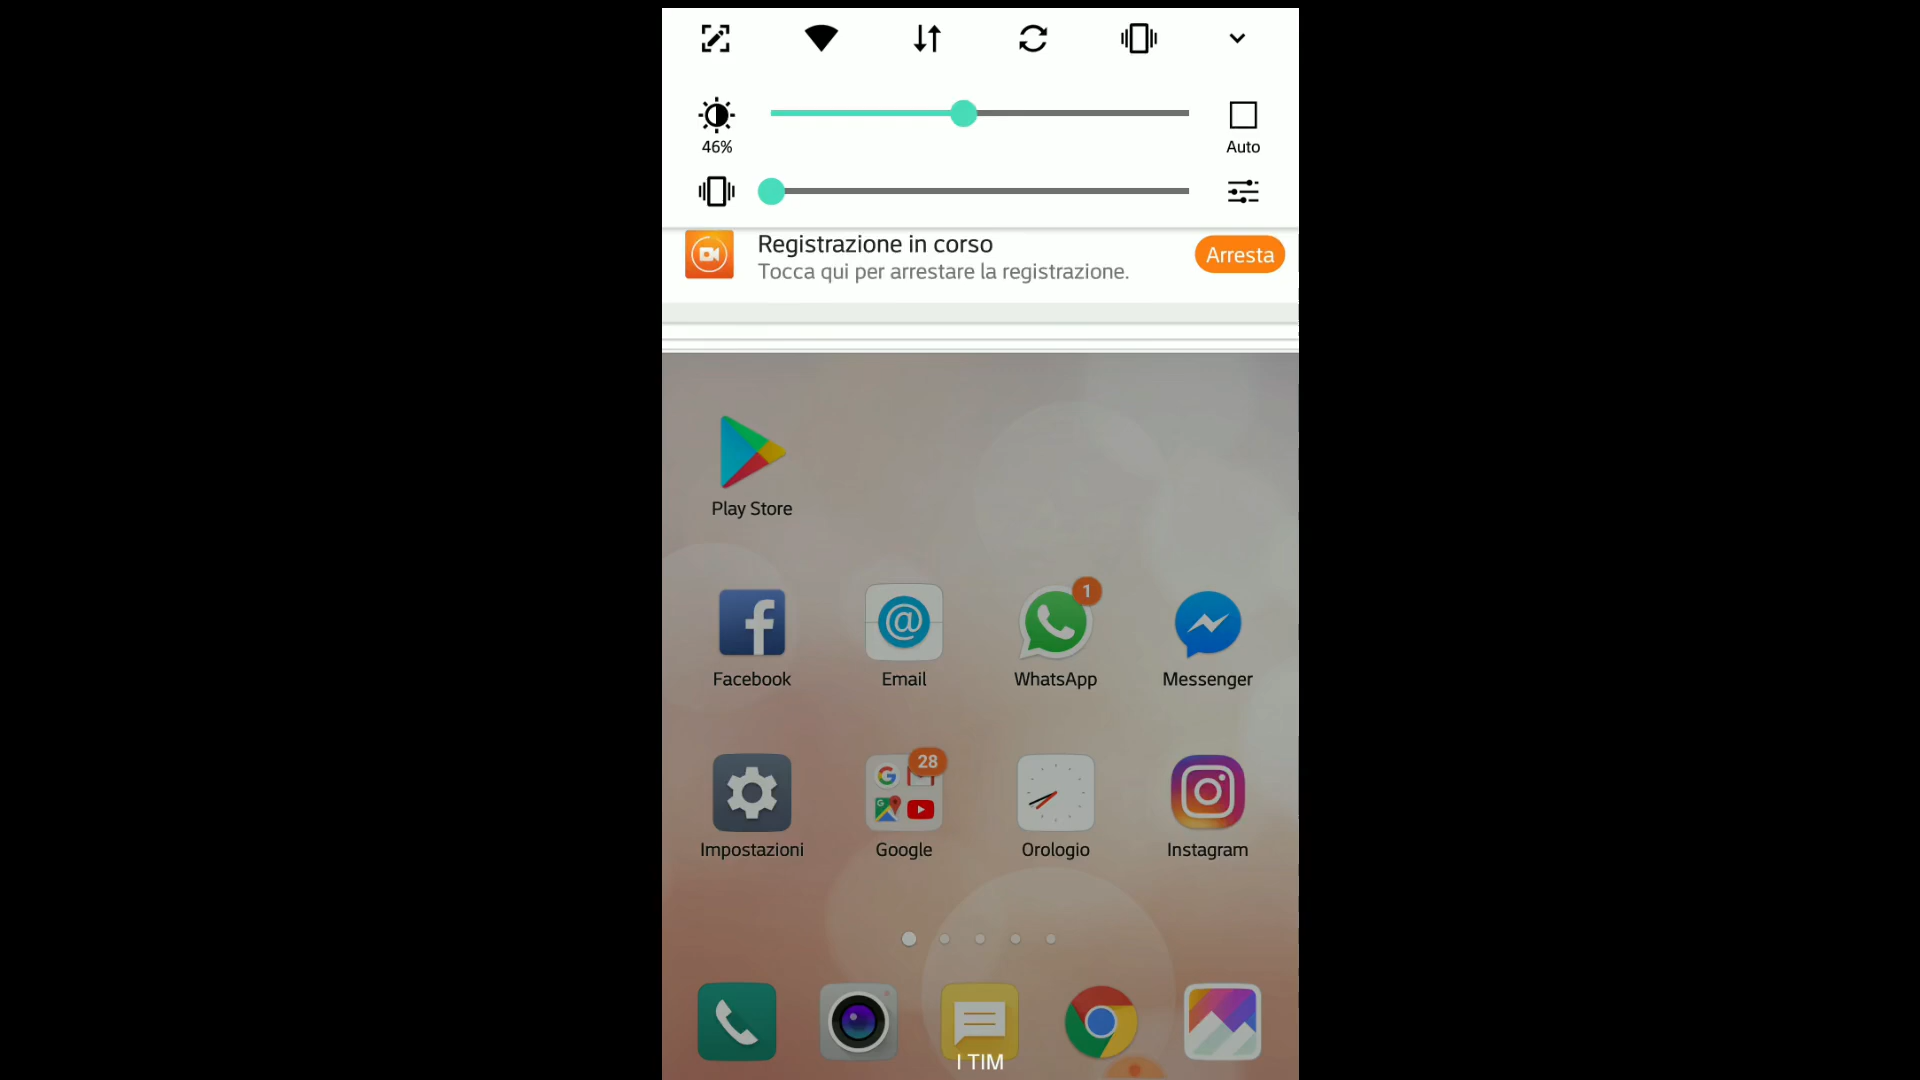 46%
Auto
Registrazione in corso
Tocca qui per arrestare la registrazione.
Arresta
Play Store
1
Facebook
Email
WhatsApp
Messenger
28
Impostazioni
Google
Orologio
Instagram
I TIM